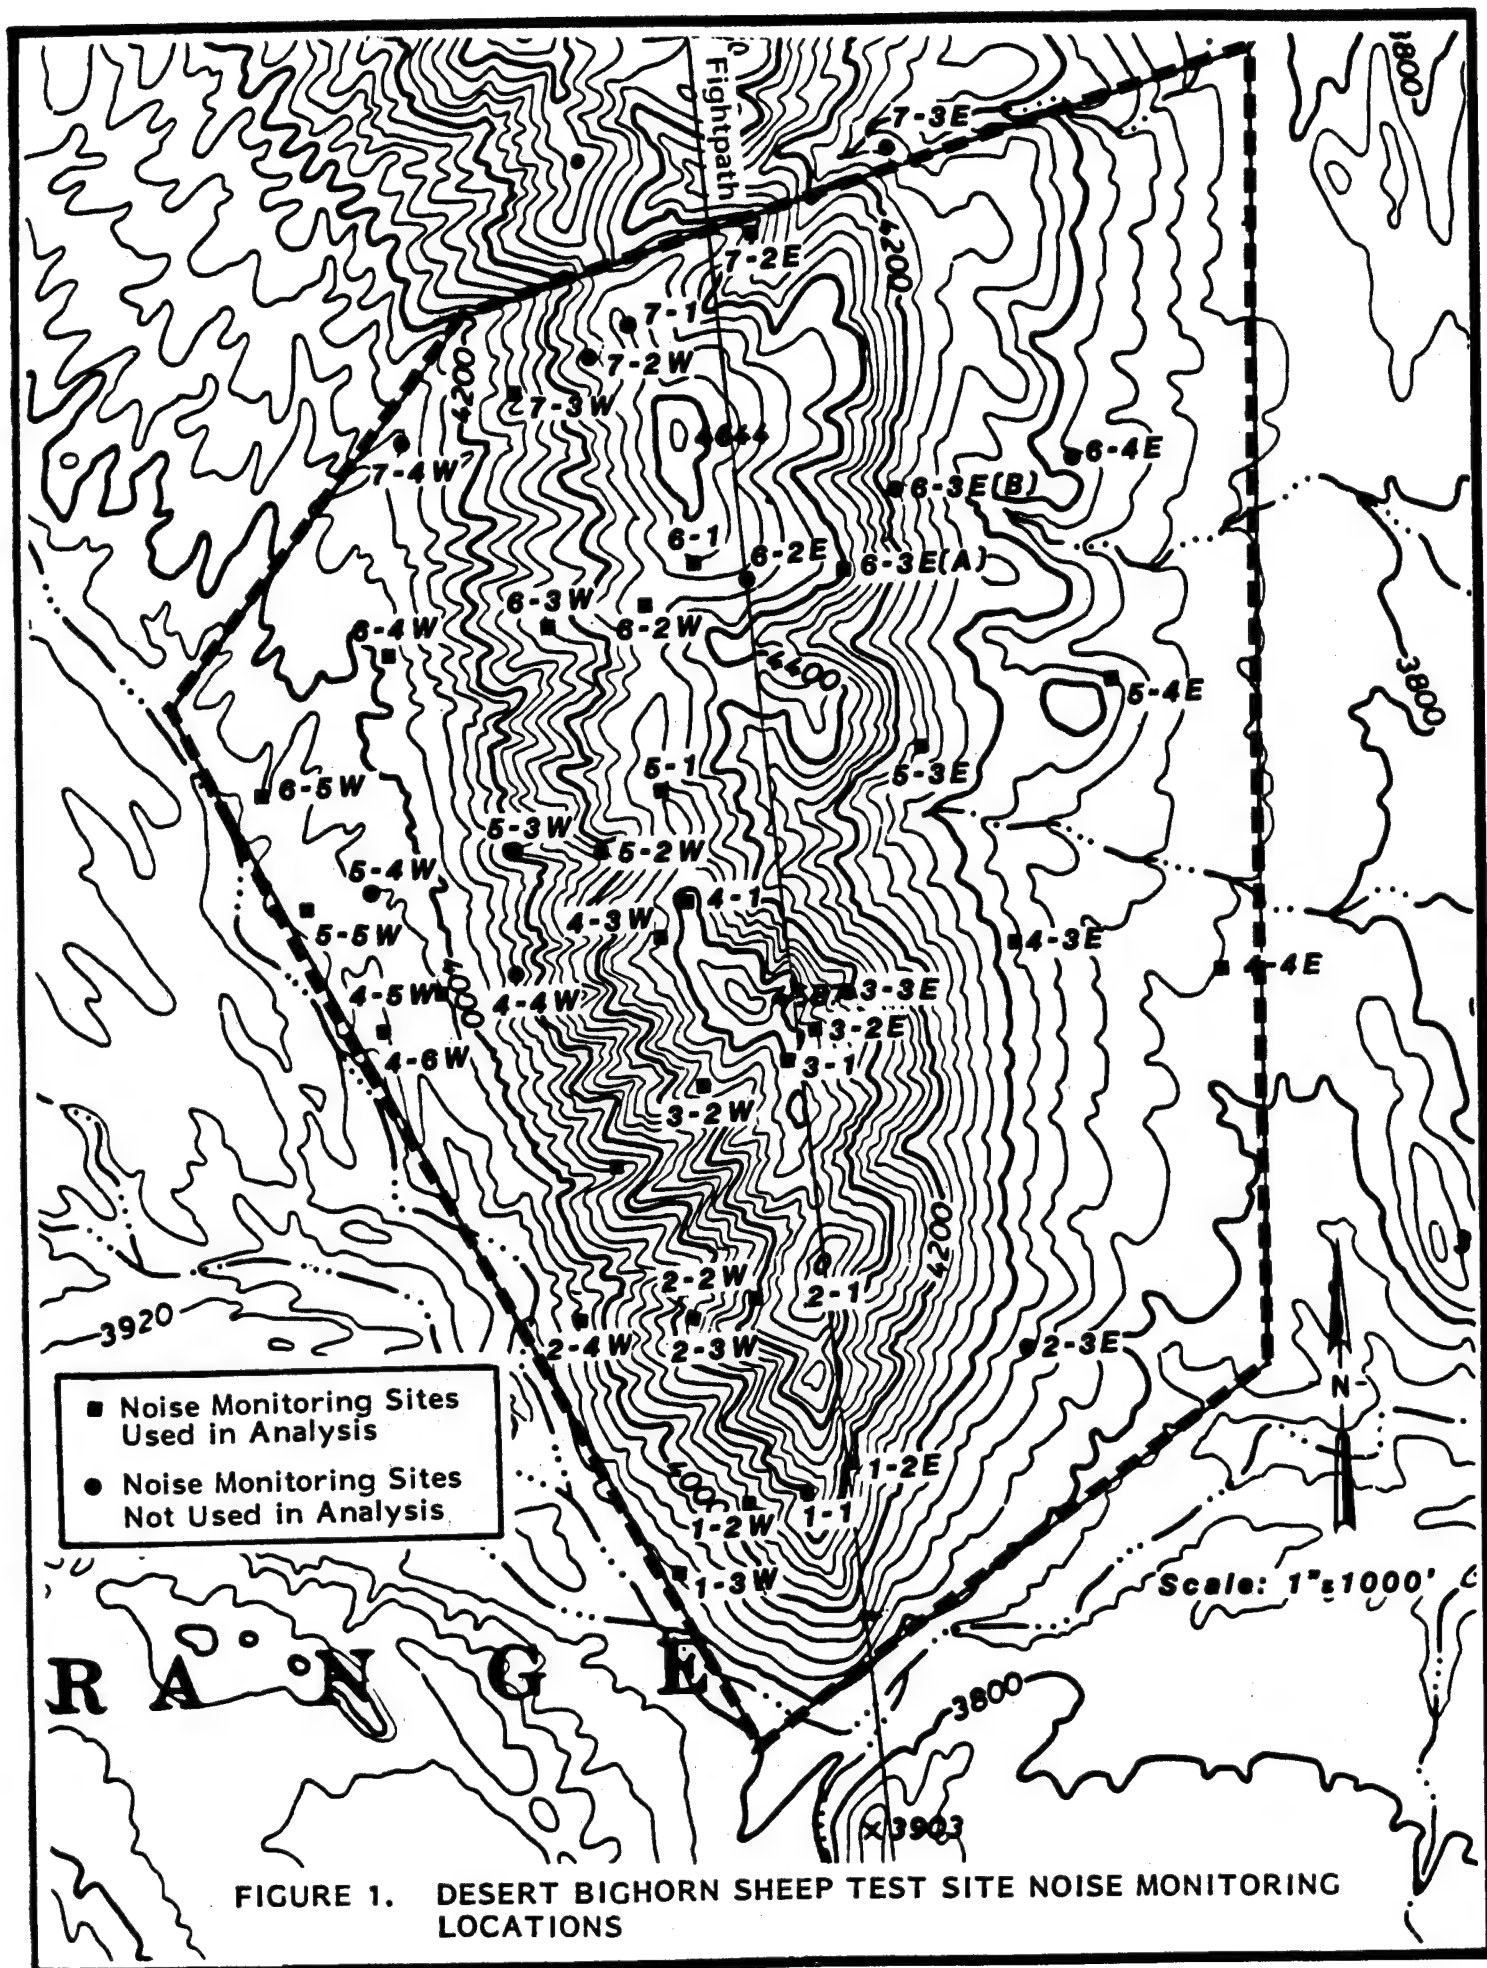 3800
Fightpath
7-3E
4200
7-2E
7-1
7-2W
4200
7-3W
4644
7-4W
6-4E
6-3E(B)
6-1
6-2E
6-3E(A)
6-3W
6-2W
6-4W
4400
3800
5-4E
5-1
5-3E
6-5W
5-3W
5-2W
5-4W
4-1
4-3W
5-5W
4-3E
4-4E
4-5W
4000
4-4W
3-3E
3-2E
4-6W
3-1
3-2W
4200
2-2W
2-1
3920
2-4W
2-3W
2-3E
N
Noise Monitoring Sites
Used in Analysis
Noise Monitoring Sites
Not Used in Analysis
4000
1-2E
1-2W
1-1
1-3W
Scale: 1"=1000'
RANGE
3800
x3903
FIGURE 1. DESERT BIGHORN SHEEP TEST SITE NOISE MONITORING
LOCATIONS